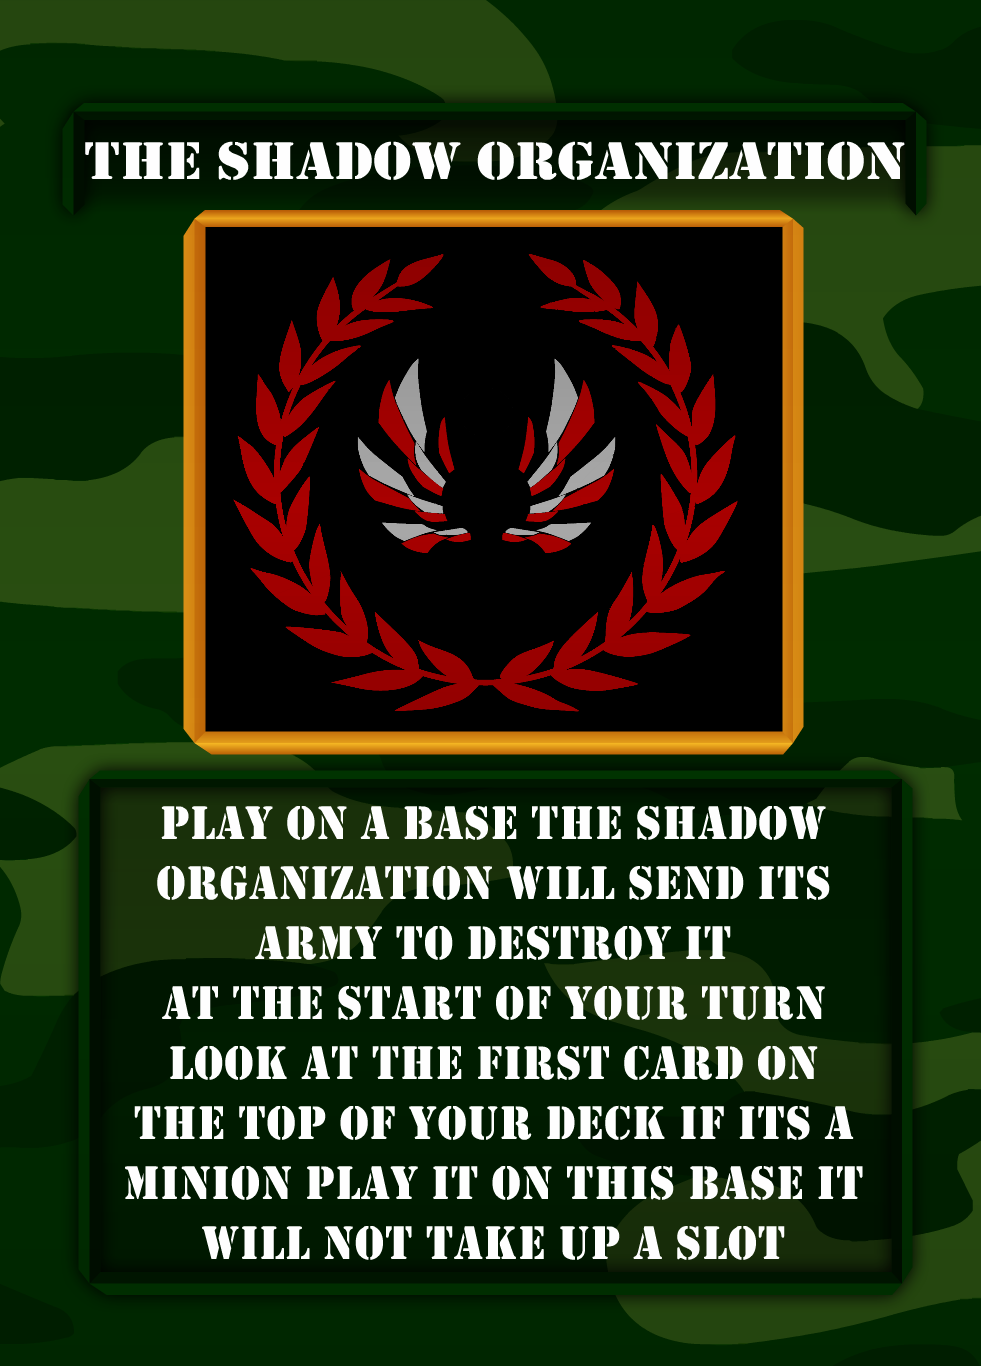 THE SHADOW ORGANIZATION
PLAY ON A BASE THE SHADOW
ORGANIZATION WILL SEND ITS
ARMY TO DESTROY IT
AT THE START OF YOUR TURN
LOOK AT THE FIRST CARD ON
THE TOP OF YOUR DECK IF ITS A
MINION PLAY IT ON THIS BASE IT
WILL NOT TAKE UP A SLOT